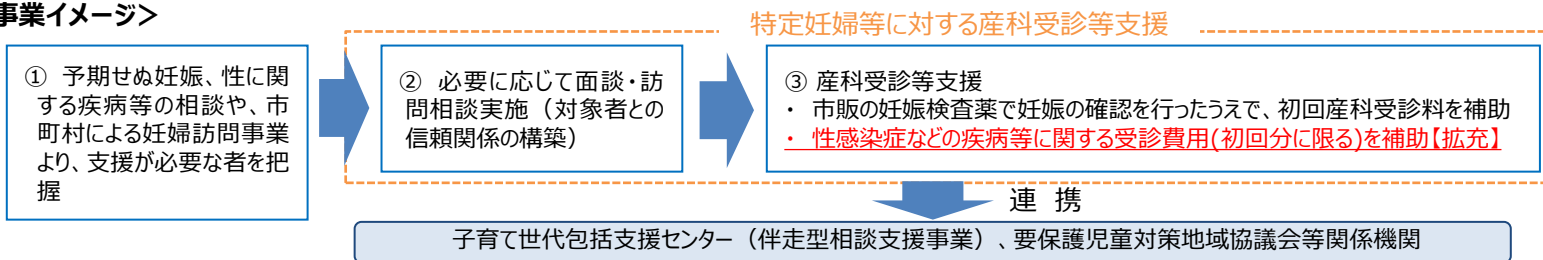 事業イメージ＞
特定妊婦等に対する産科受診等支援
① 予期せぬ妊娠、性に関
する疾病等の相談や、市
町村による妊婦訪問事業
より、支援が必要な者を把
握
② 必要に応じて面談・訪
問相談実施（対象者との
信頼関係の構築）
③ 産科受診等支援
・ 市販の妊娠検査薬で妊娠の確認を行ったうえで、初回産科受診料を補助
・ 性感染症などの疾病等に関する受診費用(初回分に限る)を補助【拡充】
連 携
子育て世代包括支援センター（伴走型相談支援事業）、要保護児童対策地域協議会等関係機関